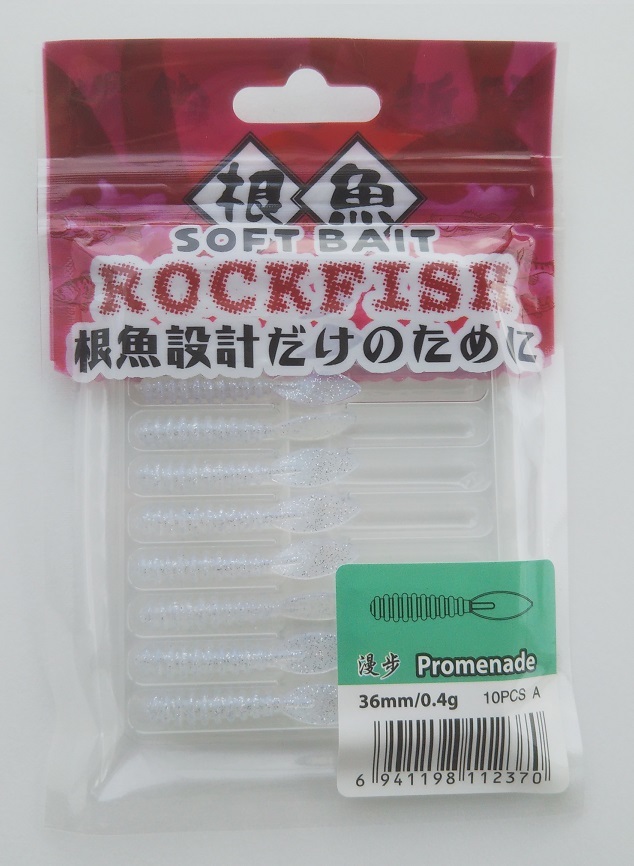 根魚
SOFT BAIT
ROCKFISH
根魚設計だけのために
漫步 Promenade
36mm/0.4g 10PCS A
6 941198 112370